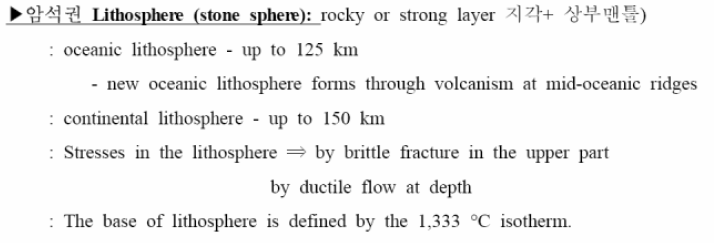 ▶암석권 Lithosphere (stone sphere): rocky or strong layer 지각+ 상부맨틀)
: oceanic lithosphere - up to 125 km
- new oceanic lithosphere forms through volcanism at mid-oceanic ridges
: continental lithosphere - up to 150 km
: Stresses in the lithosphere ⇒ by brittle fracture in the upper part
by ductile flow at depth
: The base of lithosphere is defined by the 1,333 ℃ isotherm.